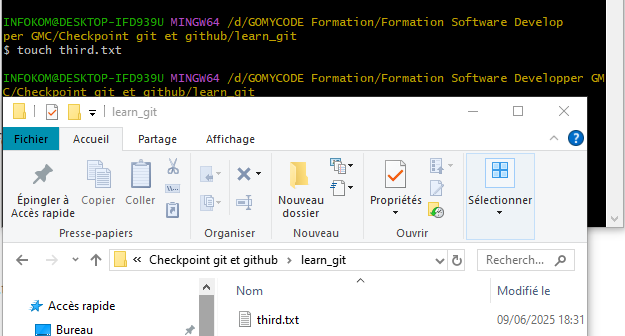 INFOKOM@DESKTOP-IFD939U MINGW64 /d/GOMYCODE Formation/Formation Software Develop
per GMC/Checkpoint git et github/learn_git
$ touch third.txt
INFOKOM@DESKTOP-IFD939U MINGW64 /d/GOMYCODE Formation/Formation Software Developper GM
C/Checkpoint git et github/learn_git
learn_git
Fichier Accueil Partage Affichage
Épingler à Accès rapide
Copier
Coller
Nouveau dossier
Propriétés
Sélectionner
Presse-papiers Organiser Nouveau Ouvrir
« Checkpoint git et github › learn_git
Recherch...
Nom Modifié le
Accès rapide
third.txt 09/06/2025 18:31
Bureau